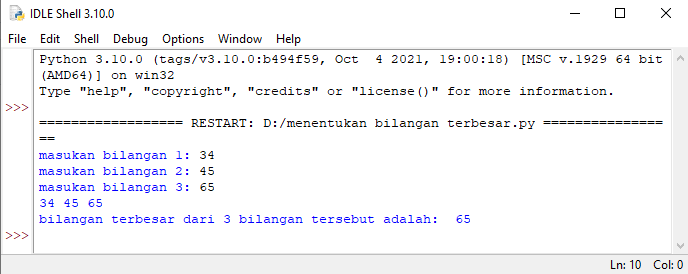 IDLE Shell 3.10.0
File Edit Shell Debug Options Window Help
Python 3.10.0 (tags/v3.10.0:b494f59, Oct  4 2021, 19:00:18) [MSC v.1929 64 bit
(AMD64)] on win32
Type "help", "copyright", "credits" or "license()" for more information.
>>>
================== RESTART: D:/menentukan bilangan terbesar.py ===============
==
masukan bilangan 1: 34
masukan bilangan 2: 45
masukan bilangan 3: 65
34 45 65
bilangan terbesar dari 3 bilangan tersebut adalah:  65
>>>
Ln: 10 Col: 0